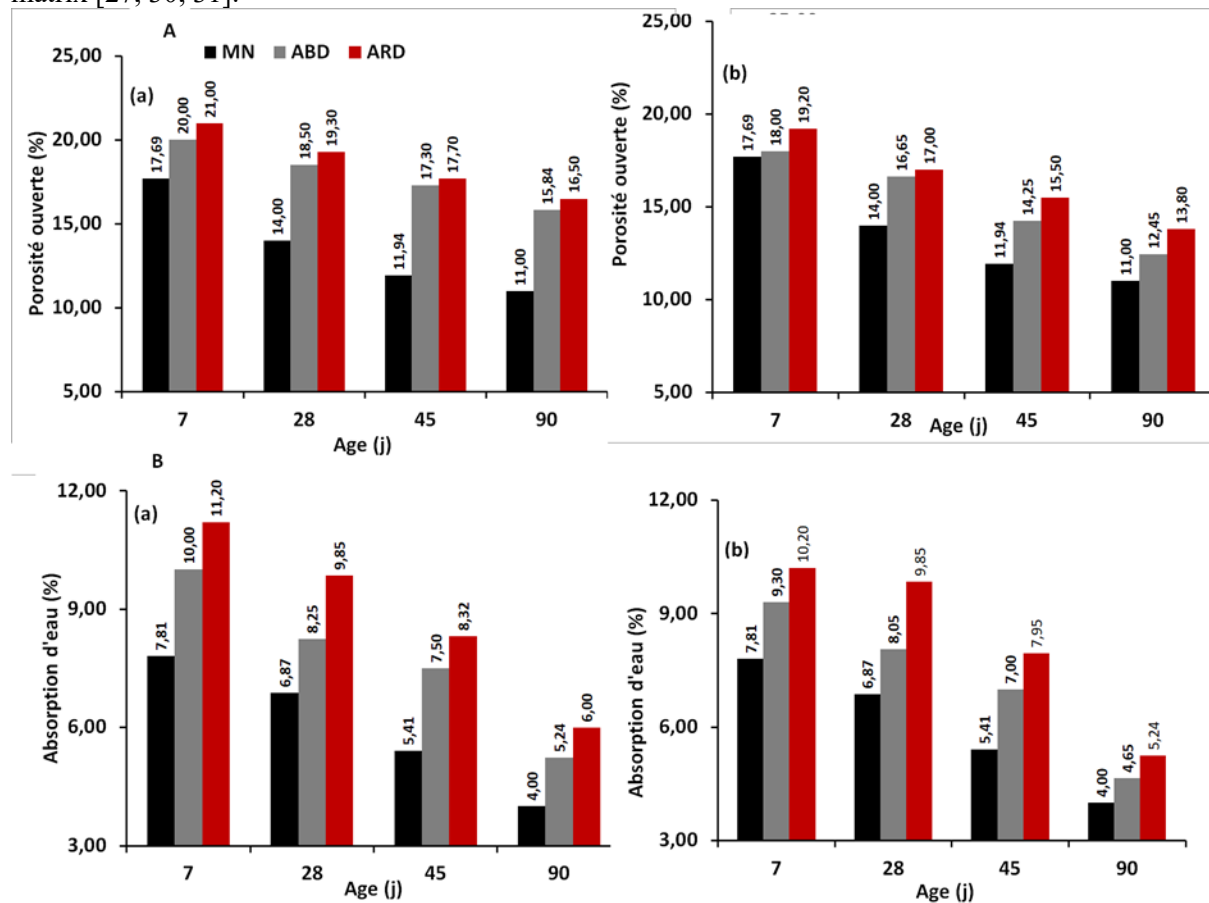 matrix [27, 30, 31].
A
MN ABD ARD
(a)
Porosité ouverte (%)
25,00
20,00
15,00
10,00
5,00
17,69 20,00 21,00
14,00 18,50 19,30
11,94 17,30 17,70
11,00 15,84 16,50
7 28 45 90
Age (j)
(b)
Porosité ouverte (%)
25,00
20,00
15,00
10,00
5,00
17,69 18,00 19,20
14,00 16,65 17,00
11,94 14,25 15,50
11,00 12,45 13,80
7 28 45 90
Age (j)
B
(a)
Absorption d'eau (%)
12,00
9,00
6,00
3,00
7,81 10,00 11,20
6,87 8,25 9,85
5,41 7,50 8,32
4,00 5,24 6,00
7 28 45 90
Age (j)
(b)
Absorption d'eau (%)
12,00
9,00
6,00
3,00
7,81 9,30 10,20
6,87 8,05 9,85
5,41 7,00 7,95
4,00 4,65 5,24
7 28 45 90
Age (j)